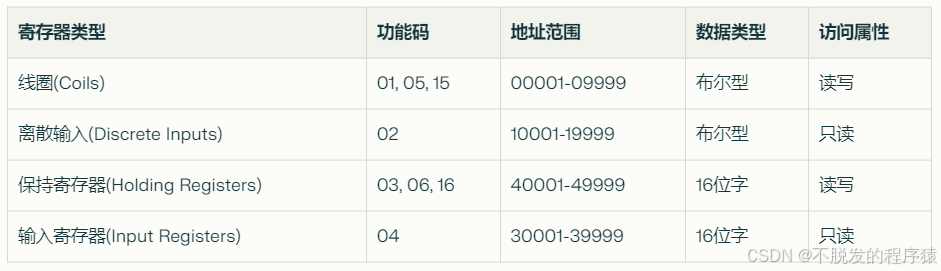 寄存器类型 功能码 地址范围 数据类型 访问属性
线圈(Coils) 01, 05, 15 00001-09999 布尔型 读写
离散输入(Discrete Inputs) 02 10001-19999 布尔型 只读
保持寄存器(Holding Registers) 03, 06, 16 40001-49999 16位字 读写
输入寄存器(Input Registers) 04 30001-39999 16位字 只读
CSDN @不脱发的程序猿